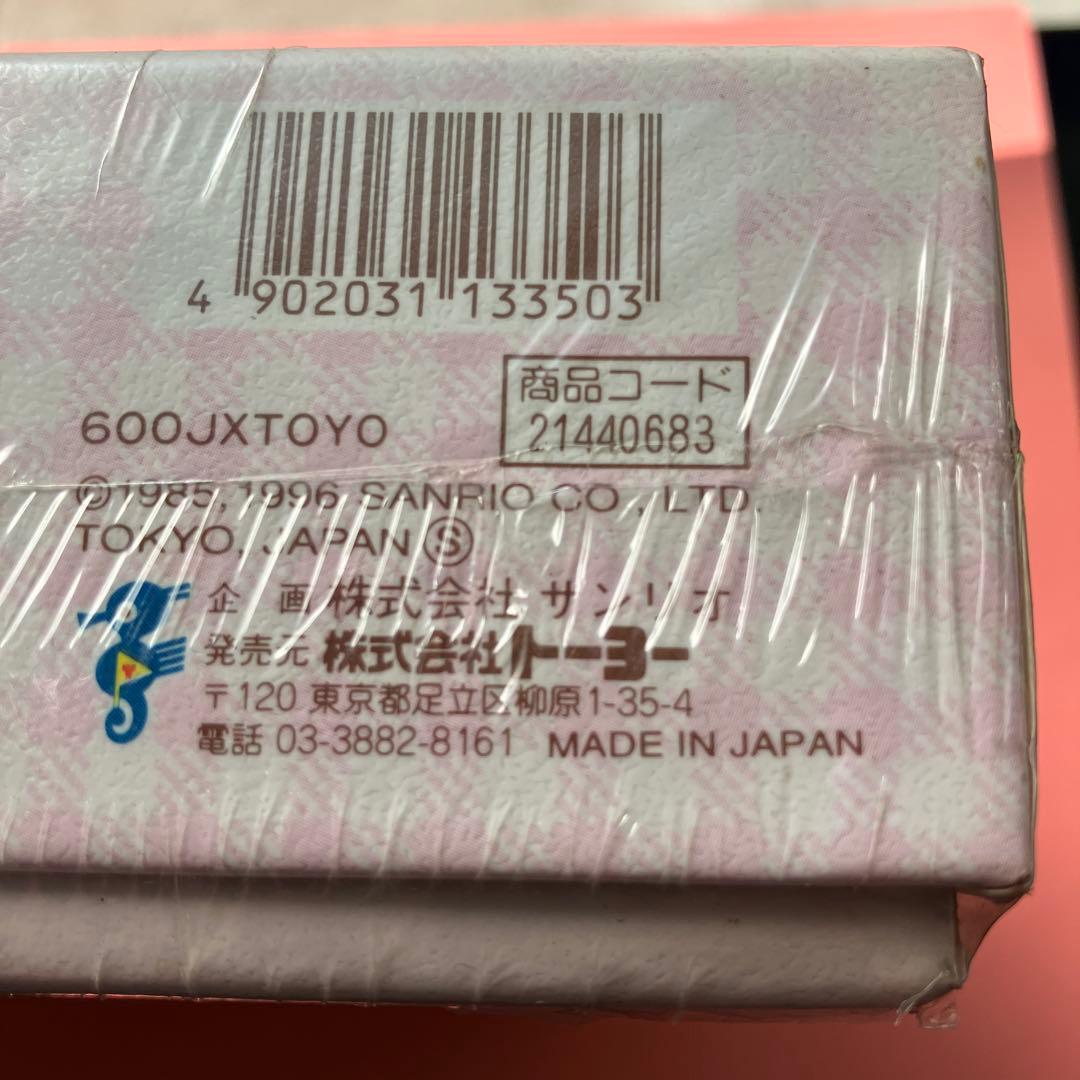 4 902031 133503
商品コード
21440683
600JXTOYO
©1985,1996 SANRIO CO., LTD.
TOKYO, JAPAN Ⓢ
企 画 株式会社 サンリオ
発売元 株式会社トーヨー
〒120 東京都足立区柳原1-35-4
電話 03-3882-8161 MADE IN JAPAN